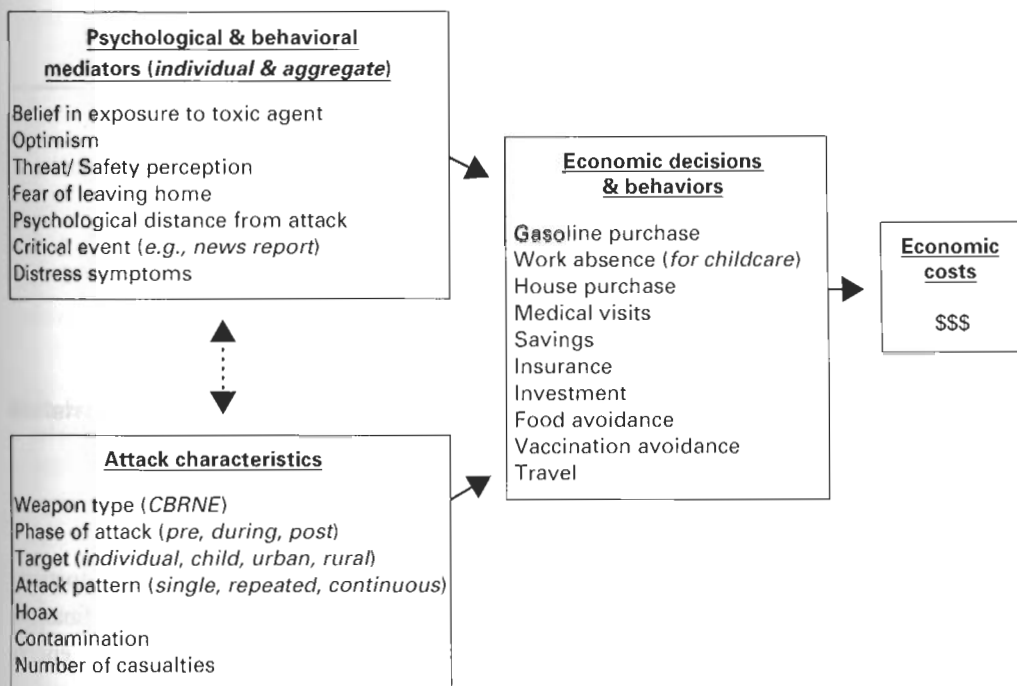 Psychological & behavioral
mediators (individual & aggregate)
Belief in exposure to toxic agent
Optimism
Threat/ Safety perception
Fear of leaving home
Psychological distance from attack
Critical event (e.g., news report)
Distress symptoms
Attack characteristics
Weapon type (CBRNE)
Phase of attack (pre, during, post)
Target (individual, child, urban, rural)
Attack pattern (single, repeated, continuous)
Hoax
Contamination
Number of casualties
Economic decisions
& behaviors
Gasoline purchase
Work absence (for childcare)
House purchase
Medical visits
Savings
Insurance
Investment
Food avoidance
Vaccination avoidance
Travel
Economic
costs
$$$